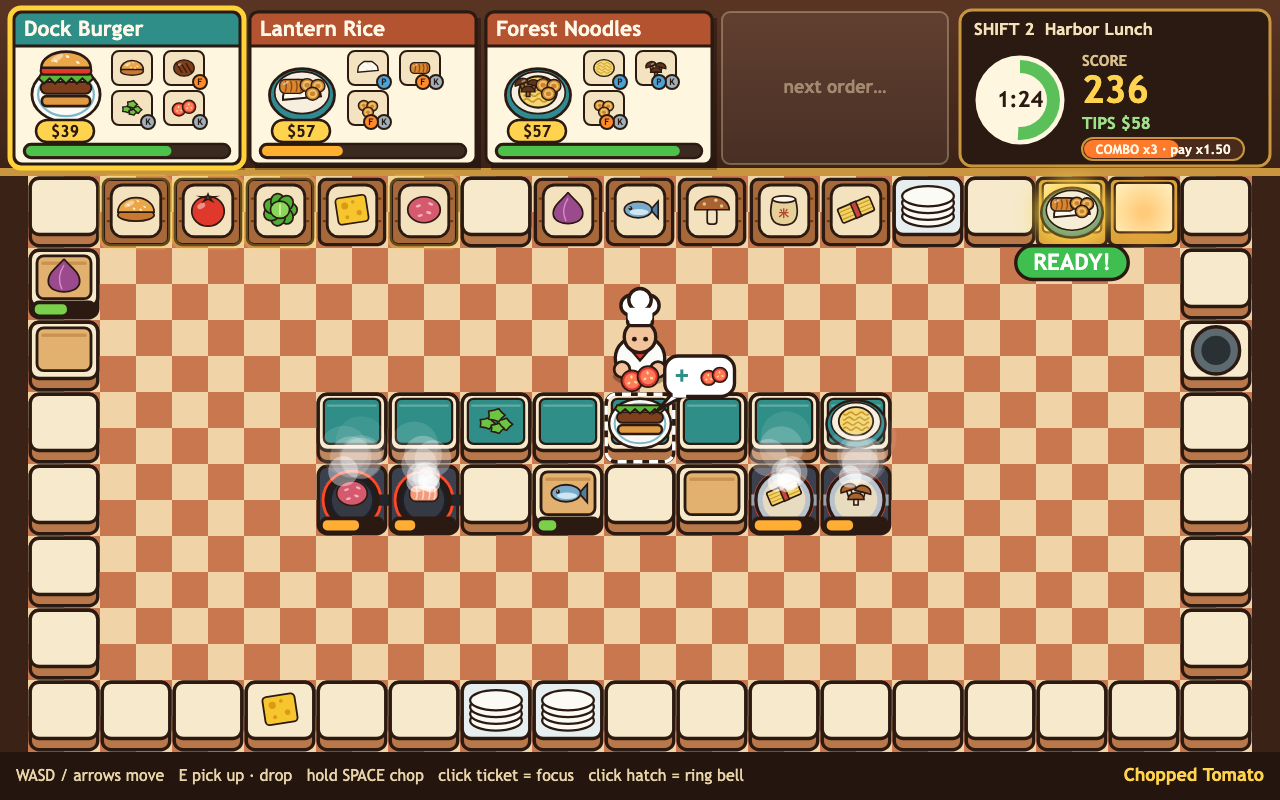 Dock Burger
F
K
K
$39
Lantern Rice
P
F K
F K
$57
Forest Noodles
P
P K
F K
$57
next order...
SHIFT 2 Harbor Lunch
1:24
SCORE
236
TIPS $58
COMBO x3 · pay x1.50
READY!
+
WASD / arrows move E pick up · drop hold SPACE chop click ticket = focus click hatch = ring bell
Chopped Tomato